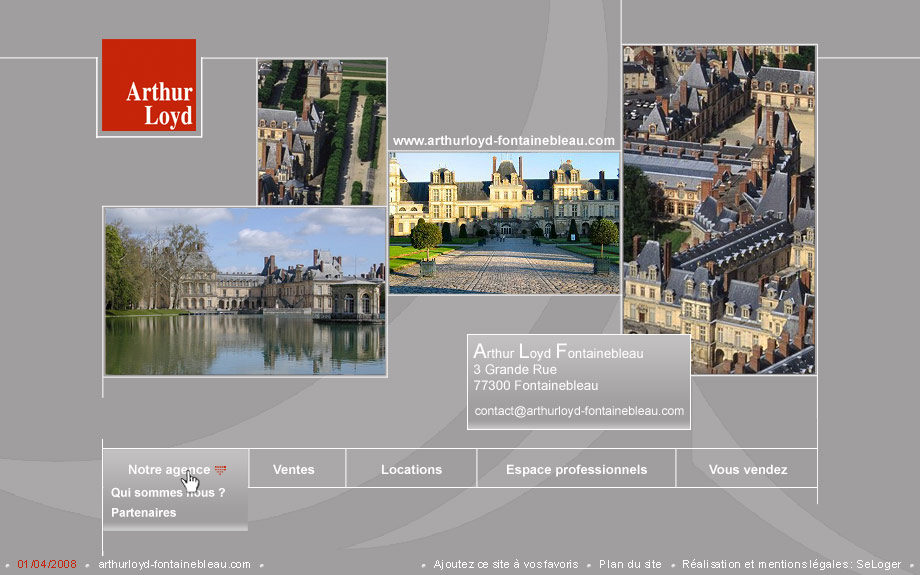 Arthur
Loyd
www.arthurloyd-fontainebleau.com
Arthur Loyd Fontainebleau
3 Grande Rue
77300 Fontainebleau
contact@arthurloyd-fontainebleau.com
Notre agence Ventes Locations Espace professionnels Vous vendez
Qui sommes nous ?
Partenaires
01/04/2008 arthurloyd-fontainebleau.com Ajoutez ce site à vos favoris Plan du site Réalisation et mentions légales : SeLoger